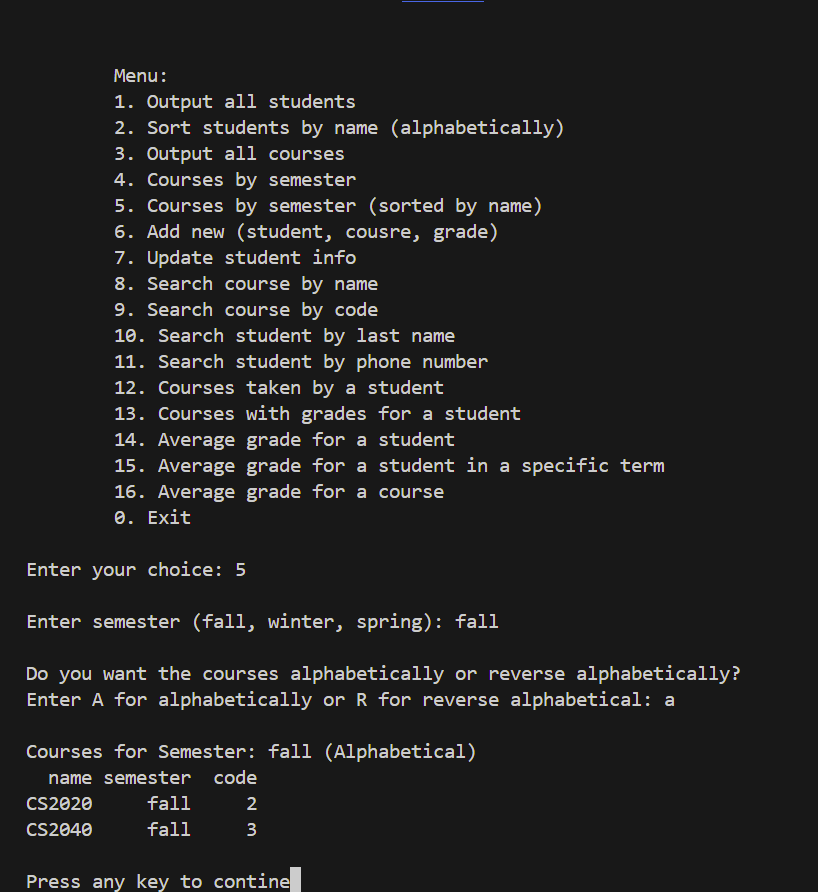 Menu:
1. Output all students
2. Sort students by name (alphabetically)
3. Output all courses
4. Courses by semester
5. Courses by semester (sorted by name)
6. Add new (student, cousre, grade)
7. Update student info
8. Search course by name
9. Search course by code
10. Search student by last name
11. Search student by phone number
12. Courses taken by a student
13. Courses with grades for a student
14. Average grade for a student
15. Average grade for a student in a specific term
16. Average grade for a course
0. Exit
Enter your choice: 5
Enter semester (fall, winter, spring): fall
Do you want the courses alphabetically or reverse alphabetically?
Enter A for alphabetically or R for reverse alphabetical: a
Courses for Semester: fall (Alphabetical)
name semester code
CS2020 fall 2
CS2040 fall 3
Press any key to contine